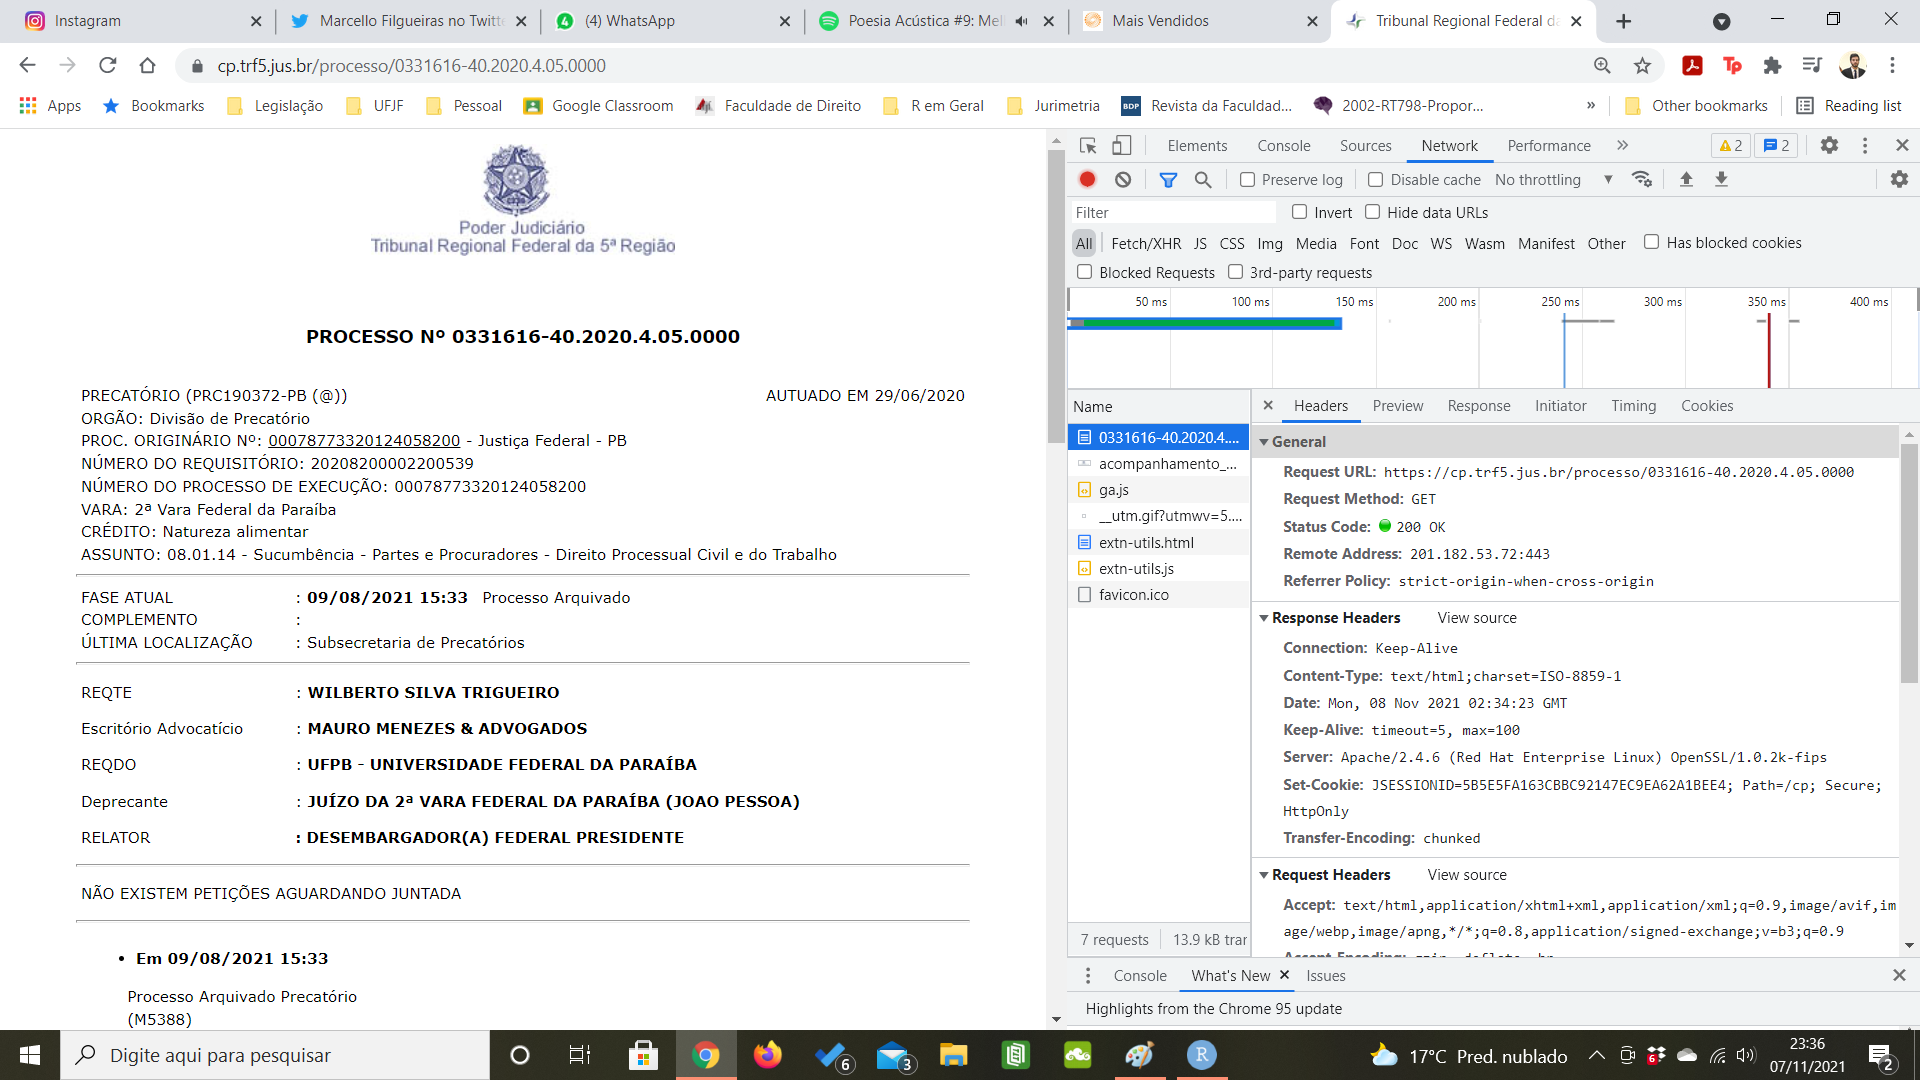 Instagram
Marcello Filgueiras no Twitte
(4) WhatsApp
Poesia Acústica #9: Mel
Mais Vendidos
Tribunal Regional Federal da
cp.trf5.jus.br/processo/0331616-40.2020.4.05.0000
Apps
Bookmarks
Legislação
UFJF
Pessoal
Google Classroom
Faculdade de Direito
R em Geral
Jurimetria
BDP
Revista da Faculdad...
2002-RT798-Propor...
»
Other bookmarks
Reading list
Poder Judiciário
Tribunal Regional Federal da 5ª Região
PROCESSO Nº 0331616-40.2020.4.05.0000
PRECATÓRIO (PRC190372-PB (@))
AUTUADO EM 29/06/2020
ORGÃO: Divisão de Precatório
PROC. ORIGINÁRIO Nº: 00078773320124058200 - Justiça Federal - PB
NÚMERO DO REQUISITÓRIO: 20208200002200539
NÚMERO DO PROCESSO DE EXECUÇÃO: 00078773320124058200
VARA: 2ª Vara Federal da Paraíba
CRÉDITO: Natureza alimentar
ASSUNTO: 08.01.14 - Sucumbência - Partes e Procuradores - Direito Processual Civil e do Trabalho
FASE ATUAL : 09/08/2021 15:33 Processo Arquivado
COMPLEMENTO :
ÚLTIMA LOCALIZAÇÃO : Subsecretaria de Precatórios
REQTE : WILBERTO SILVA TRIGUEIRO
Escritório Advocatício : MAURO MENEZES & ADVOGADOS
REQDO : UFPB - UNIVERSIDADE FEDERAL DA PARAÍBA
Deprecante : JUÍZO DA 2ª VARA FEDERAL DA PARAÍBA (JOAO PESSOA)
RELATOR : DESEMBARGADOR(A) FEDERAL PRESIDENTE
NÃO EXISTEM PETIÇÕES AGUARDANDO JUNTADA
• Em 09/08/2021 15:33
Processo Arquivado Precatório
(M5388)
Elements
Console
Sources
Network
Performance
»
2
2
Preserve log
Disable cache
No throttling
Filter
Invert
Hide data URLs
All
Fetch/XHR
JS
CSS
Img
Media
Font
Doc
WS
Wasm
Manifest
Other
Has blocked cookies
Blocked Requests
3rd-party requests
50 ms
100 ms
150 ms
200 ms
250 ms
300 ms
350 ms
400 ms
Name
0331616-40.2020.4....
acompanhamento_...
ga.js
__utm.gif?utmwv=5....
extn-utils.html
extn-utils.js
favicon.ico
7 requests
13.9 kB trar
Headers
Preview
Response
Initiator
Timing
Cookies
General
Request URL: https://cp.trf5.jus.br/processo/0331616-40.2020.4.05.0000
Request Method: GET
Status Code: 200 OK
Remote Address: 201.182.53.72:443
Referrer Policy: strict-origin-when-cross-origin
Response Headers
View source
Connection: Keep-Alive
Content-Type: text/html;charset=ISO-8859-1
Date: Mon, 08 Nov 2021 02:34:23 GMT
Keep-Alive: timeout=5, max=100
Server: Apache/2.4.6 (Red Hat Enterprise Linux) OpenSSL/1.0.2k-fips
Set-Cookie: JSESSIONID=5B5E5FA163CBBC92147EC9EA62A1BEE4; Path=/cp; Secure;
HttpOnly
Transfer-Encoding: chunked
Request Headers
View source
Accept: text/html,application/xhtml+xml,application/xml;q=0.9,image/avif,im
age/webp,image/apng,*/*;q=0.8,application/signed-exchange;v=b3;q=0.9
Accept-Encoding: gzip, deflate, br
Console
What's New
Issues
Highlights from the Chrome 95 update
Digite aqui para pesquisar
6
3
R
17°C Pred. nublado
6
23:36
07/11/2021
2